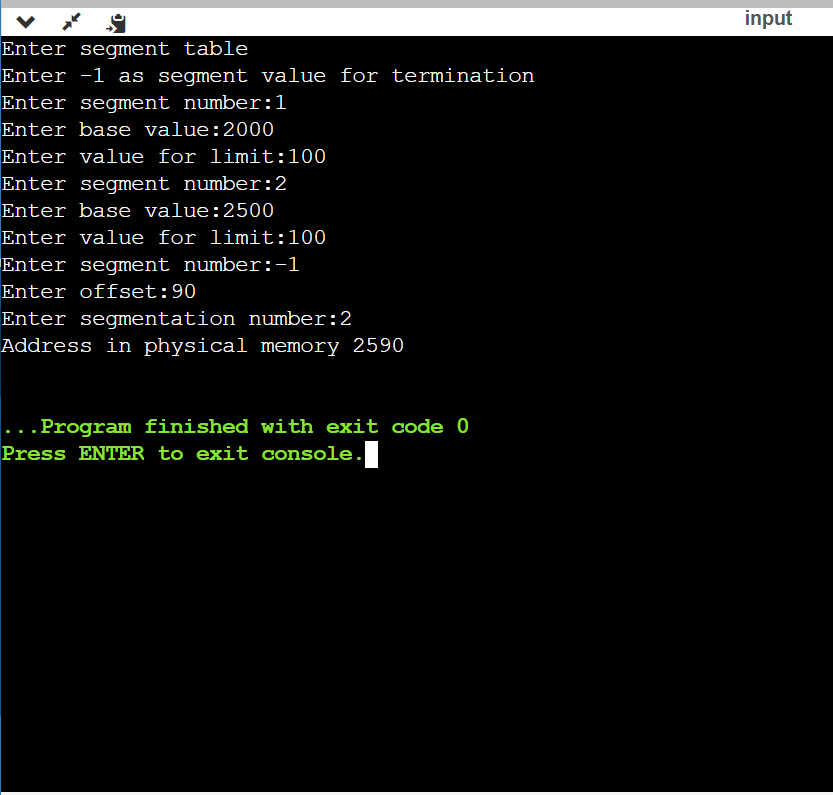 input
Enter segment table
Enter -1 as segment value for termination
Enter segment number:1
Enter base value:2000
Enter value for limit:100
Enter segment number:2
Enter base value:2500
Enter value for limit:100
Enter segment number:-1
Enter offset:90
Enter segmentation number:2
Address in physical memory 2590
...Program finished with exit code 0
Press ENTER to exit console.